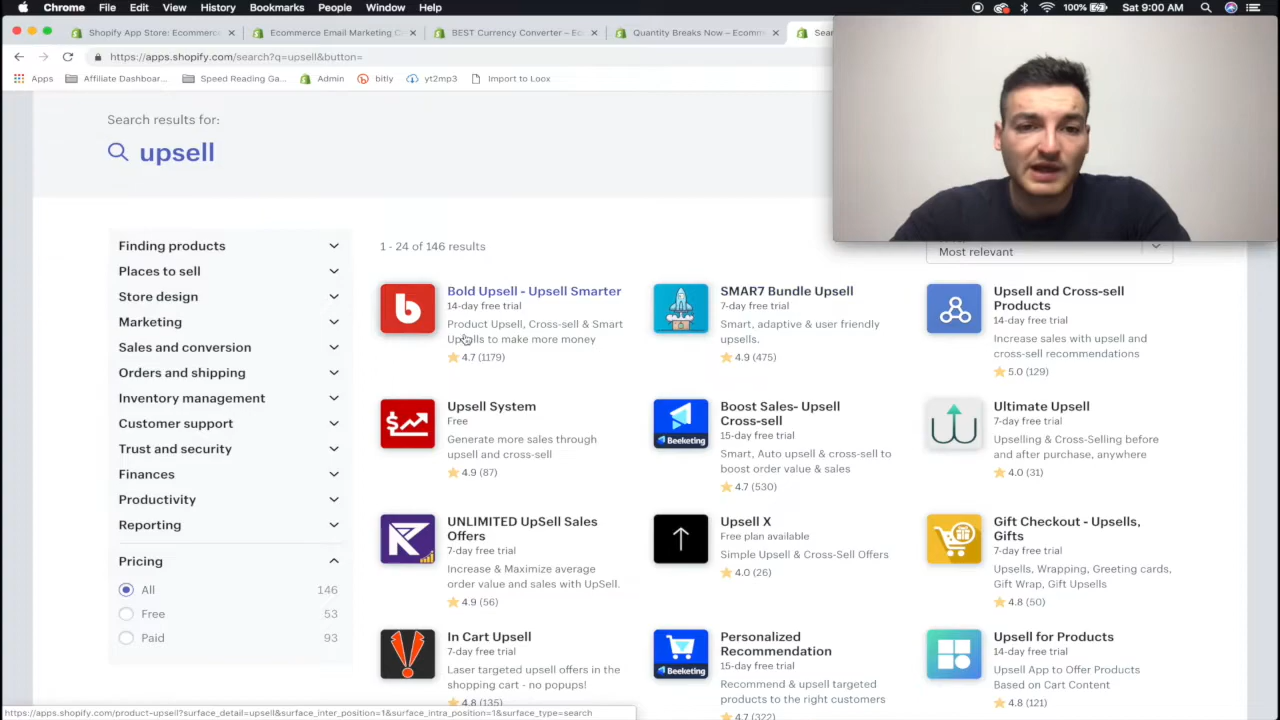 Chrome File Edit View History Bookmarks People Window Help
100% Sat 9:00 AM
Shopify App Store: Ecommerc
Ecommerce Email Marketing C
BEST Currency Converter – Ec
Quantity Breaks Now – Ecomm
Sea
https://apps.shopify.com/search?q=upsell&button=
Apps
Affiliate Dashboar...
Speed Reading Ga...
Admin
bitly
yt2mp3
Import to Loox
Search results for:
upsell
Finding products
Places to sell
Store design
Marketing
Sales and conversion
Orders and shipping
Inventory management
Customer support
Trust and security
Finances
Productivity
Reporting
Pricing
All 146
Free 53
Paid 93
1 - 24 of 146 results
Most relevant
b
Bold Upsell - Upsell Smarter
14-day free trial
Product Upsell, Cross-sell & Smart
Upsells to make more money
4.7 (1179)
SMAR7 Bundle Upsell
7-day free trial
Smart, adaptive & user friendly
upsells.
4.9 (475)
Upsell and Cross-sell
Products
14-day free trial
Increase sales with upsell and
cross-sell recommendations
5.0 (129)
Upsell System
Free
Generate more sales through
upsell and cross-sell
4.9 (87)
Beeketing
Boost Sales- Upsell
Cross-sell
15-day free trial
Smart, Auto upsell & cross-sell to
boost order value & sales
4.7 (530)
Ultimate Upsell
7-day free trial
Upselling & Cross-Selling before
and after purchase, anywhere
4.0 (31)
UNLIMITED UpSell Sales
Offers
7-day free trial
Increase & Maximize average
order value and sales with UpSell.
4.9 (56)
Upsell X
Free plan available
Simple Upsell & Cross-Sell Offers
4.0 (26)
Gift Checkout - Upsells,
Gifts
7-day free trial
Upsells, Wrapping, Greeting cards,
Gift Wrap, Gift Upsells
4.8 (50)
In Cart Upsell
7-day free trial
Laser targeted upsell offers in the
shopping cart - no popups!
4.8 (135)
Beeketing
Personalized
Recommendation
15-day free trial
Recommend & upsell targeted
products to the right customers
4.7 (322)
Upsell for Products
14-day free trial
Upsell App to Offer Products
Based on Cart Content
4.8 (121)
https://apps.shopify.com/product-upsell?surface_detail=upsell&surface_inter_position=1&surface_intra_position=1&surface_type=search